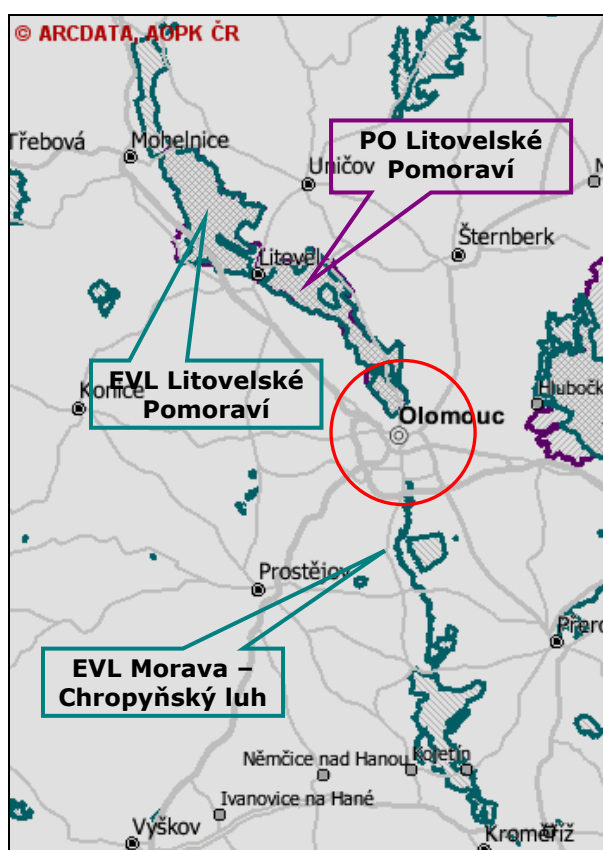 © ARCDATA, AOPK ČR
PO Litovelské
Pomoraví
Třebová
Mohelnice
Uničov
Šternberk
Litovel
EVL Litovelské
Pomoraví
Konice
Olomouc
Hlubočk
Prostějov
Přero
EVL Morava –
Chropyňský luh
Němčice nad Hanou
Kojetín
Ivanovice na Hané
Vyškov
Kroměříž